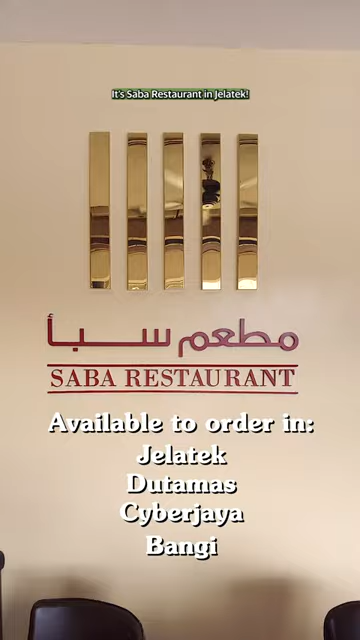 It's Saba Restaurant in Jelatek!
مطعم سبأ
SABA RESTAURANT
Available to order in:
Jelatek
Dutamas
Cyberjaya
Bangi